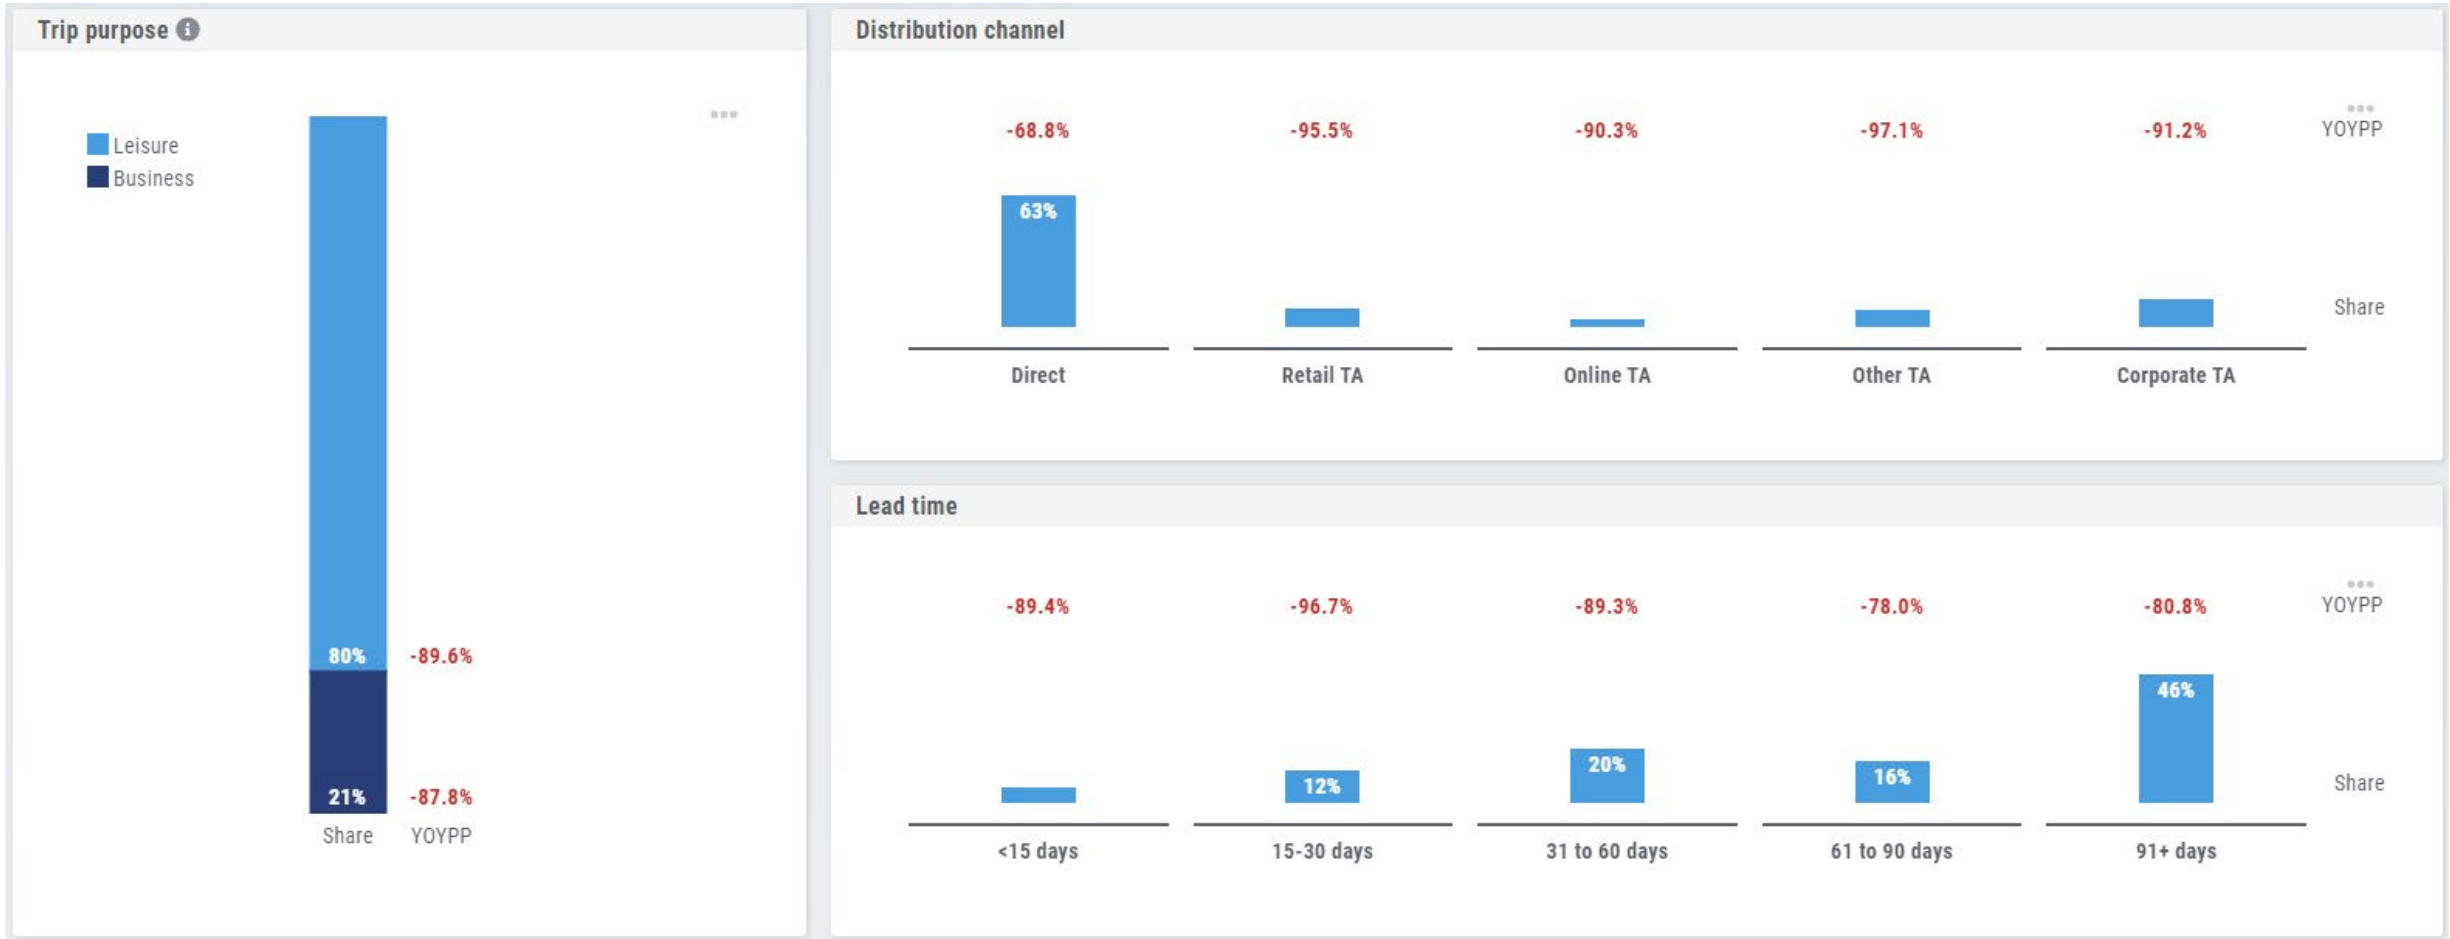 Trip purpose
Leisure
Business
80%
-89.6%
21%
-87.8%
Share
YOYPP
Distribution channel
-68.8%
-95.5%
-90.3%
-97.1%
-91.2%
YOYPP
63%
Share
Direct
Retail TA
Online TA
Other TA
Corporate TA
Lead time
-89.4%
-96.7%
-89.3%
-78.0%
-80.8%
YOYPP
12%
20%
16%
46%
Share
<15 days
15-30 days
31 to 60 days
61 to 90 days
91+ days